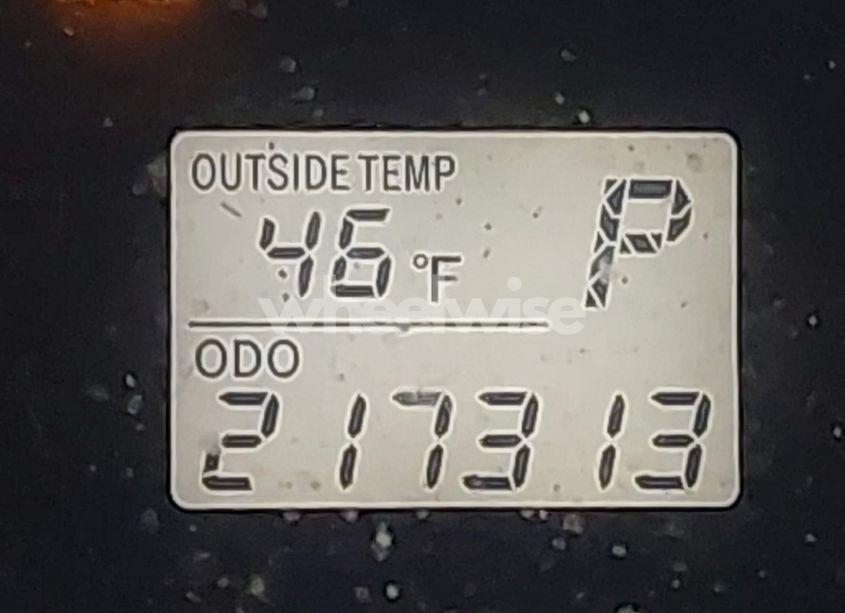 OUTSIDE TEMP
46 °F P
wheelwise
ODO
217313